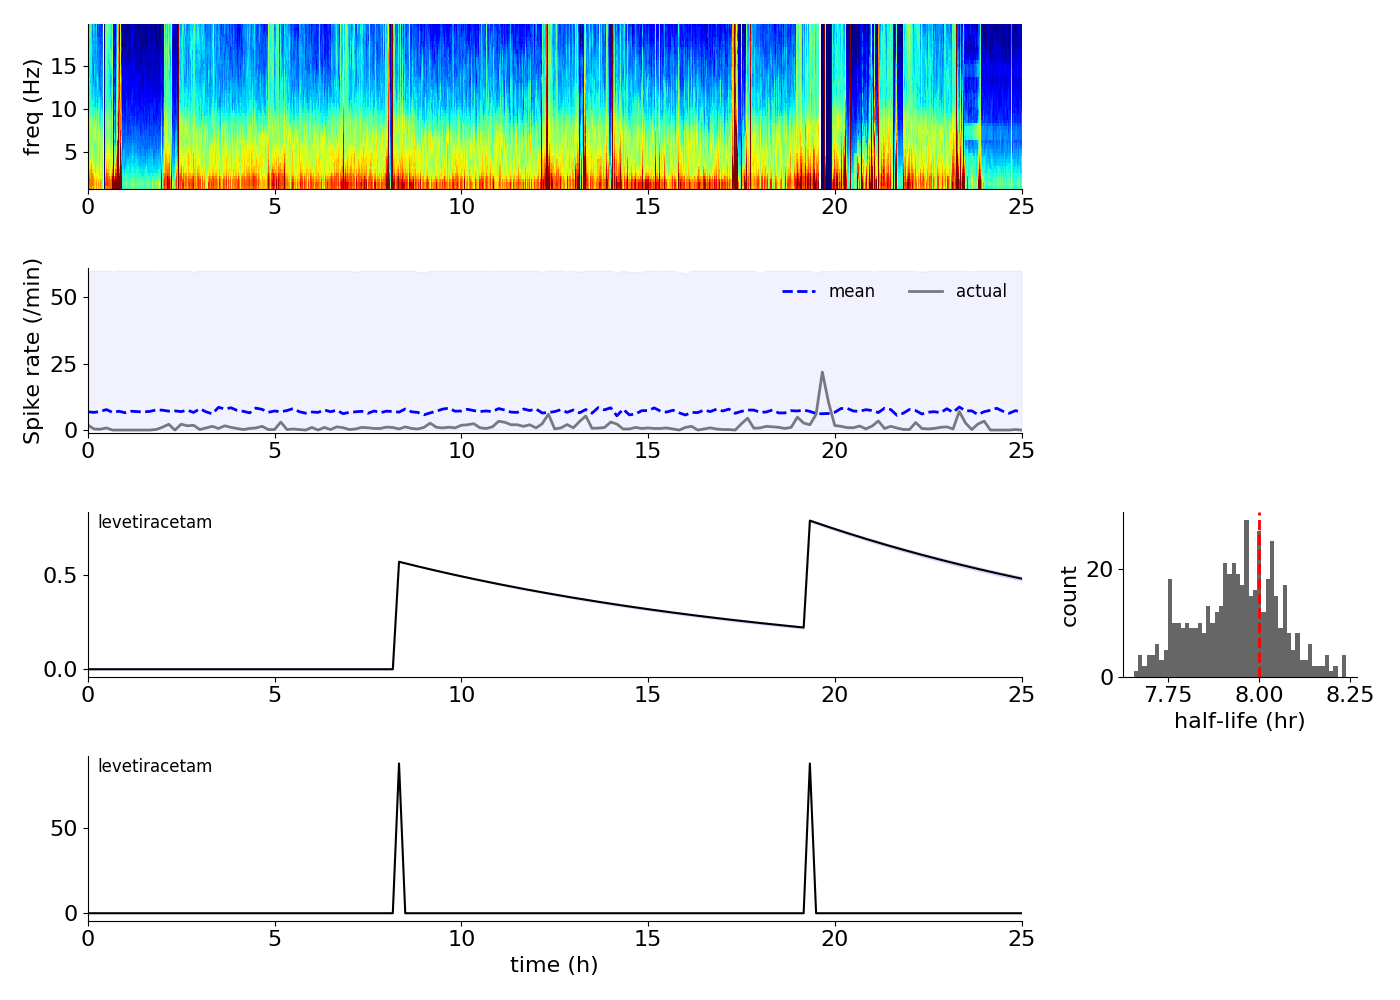 freq (Hz)
15
10
5
0 5 10 15 20 25
Spike rate (/min)
50
25
0
mean actual
0 5 10 15 20 25
levetiracetam
0.5
0.0
0 5 10 15 20 25
count
20
0
7.75 8.00 8.25
half-life (hr)
levetiracetam
50
0
0 5 10 15 20 25
time (h)